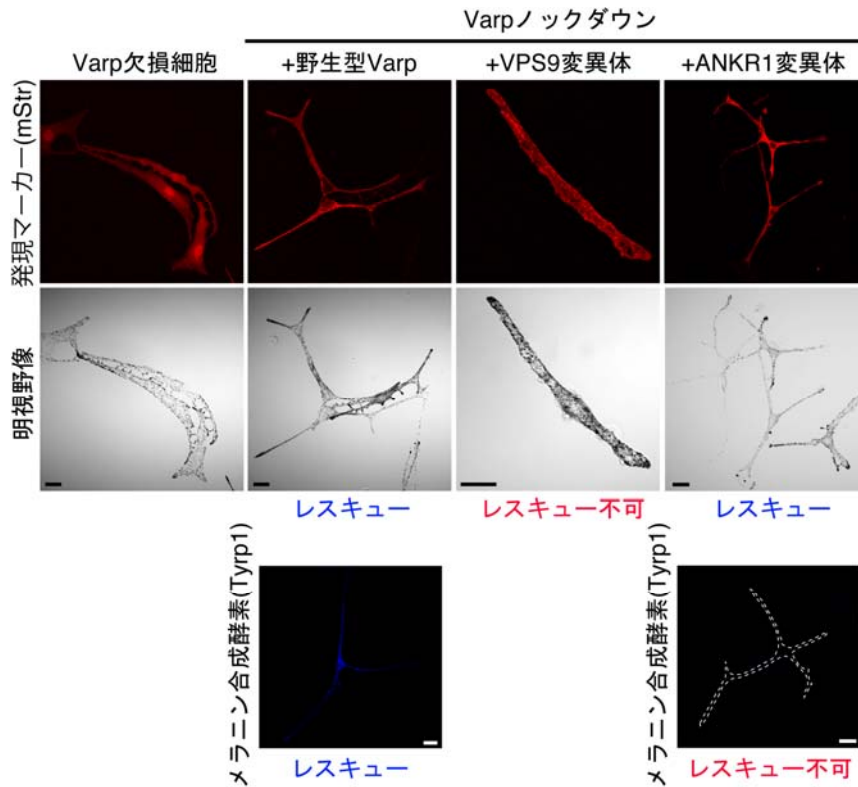 Varpノックダウン
Varp欠損細胞
+野生型Varp
+VPS9変異体
+ANKR1変異体
発現マーカー(mStr)
明視野像
レスキュー
レスキュー不可
レスキュー
メラニン合成酵素(Tyrp1)
メラニン合成酵素(Tyrp1)
レスキュー
レスキュー不可